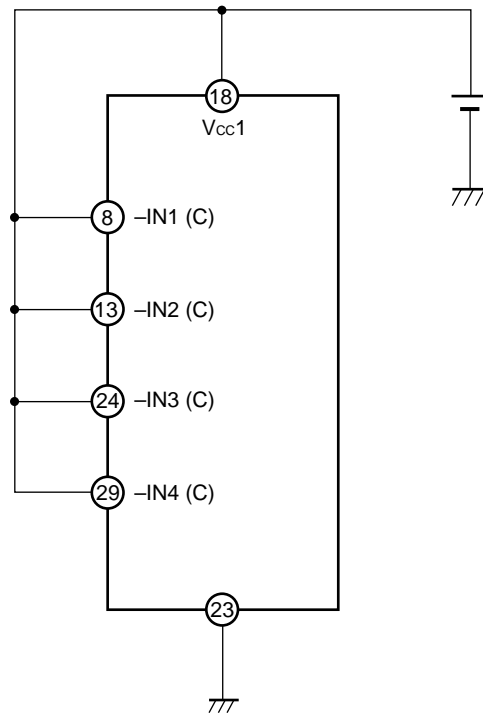 18
Vcc1
8 –IN1 (C)
13 –IN2 (C)
24 –IN3 (C)
29 –IN4 (C)
23